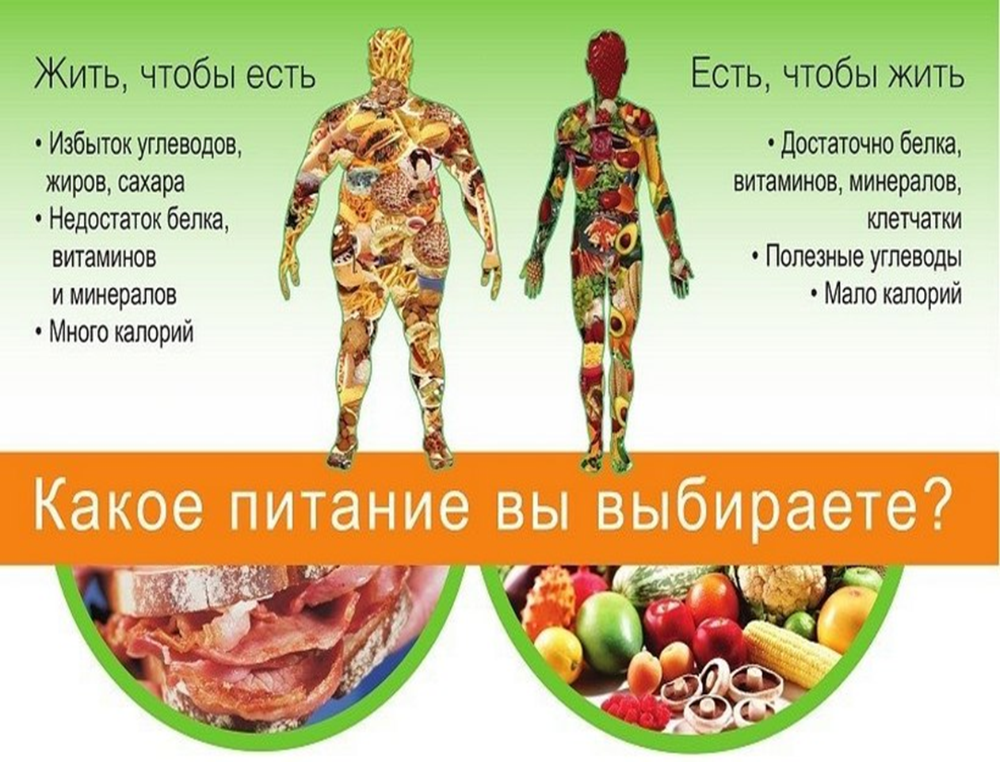 Жить, чтобы есть
• Избыток углеводов,
жиров, сахара
• Недостаток белка,
витаминов
и минералов
• Много калорий
Есть, чтобы жить
• Достаточно белка,
витаминов, минералов,
клетчатки
• Полезные углеводы
• Мало калорий
Какое питание вы выбираете?